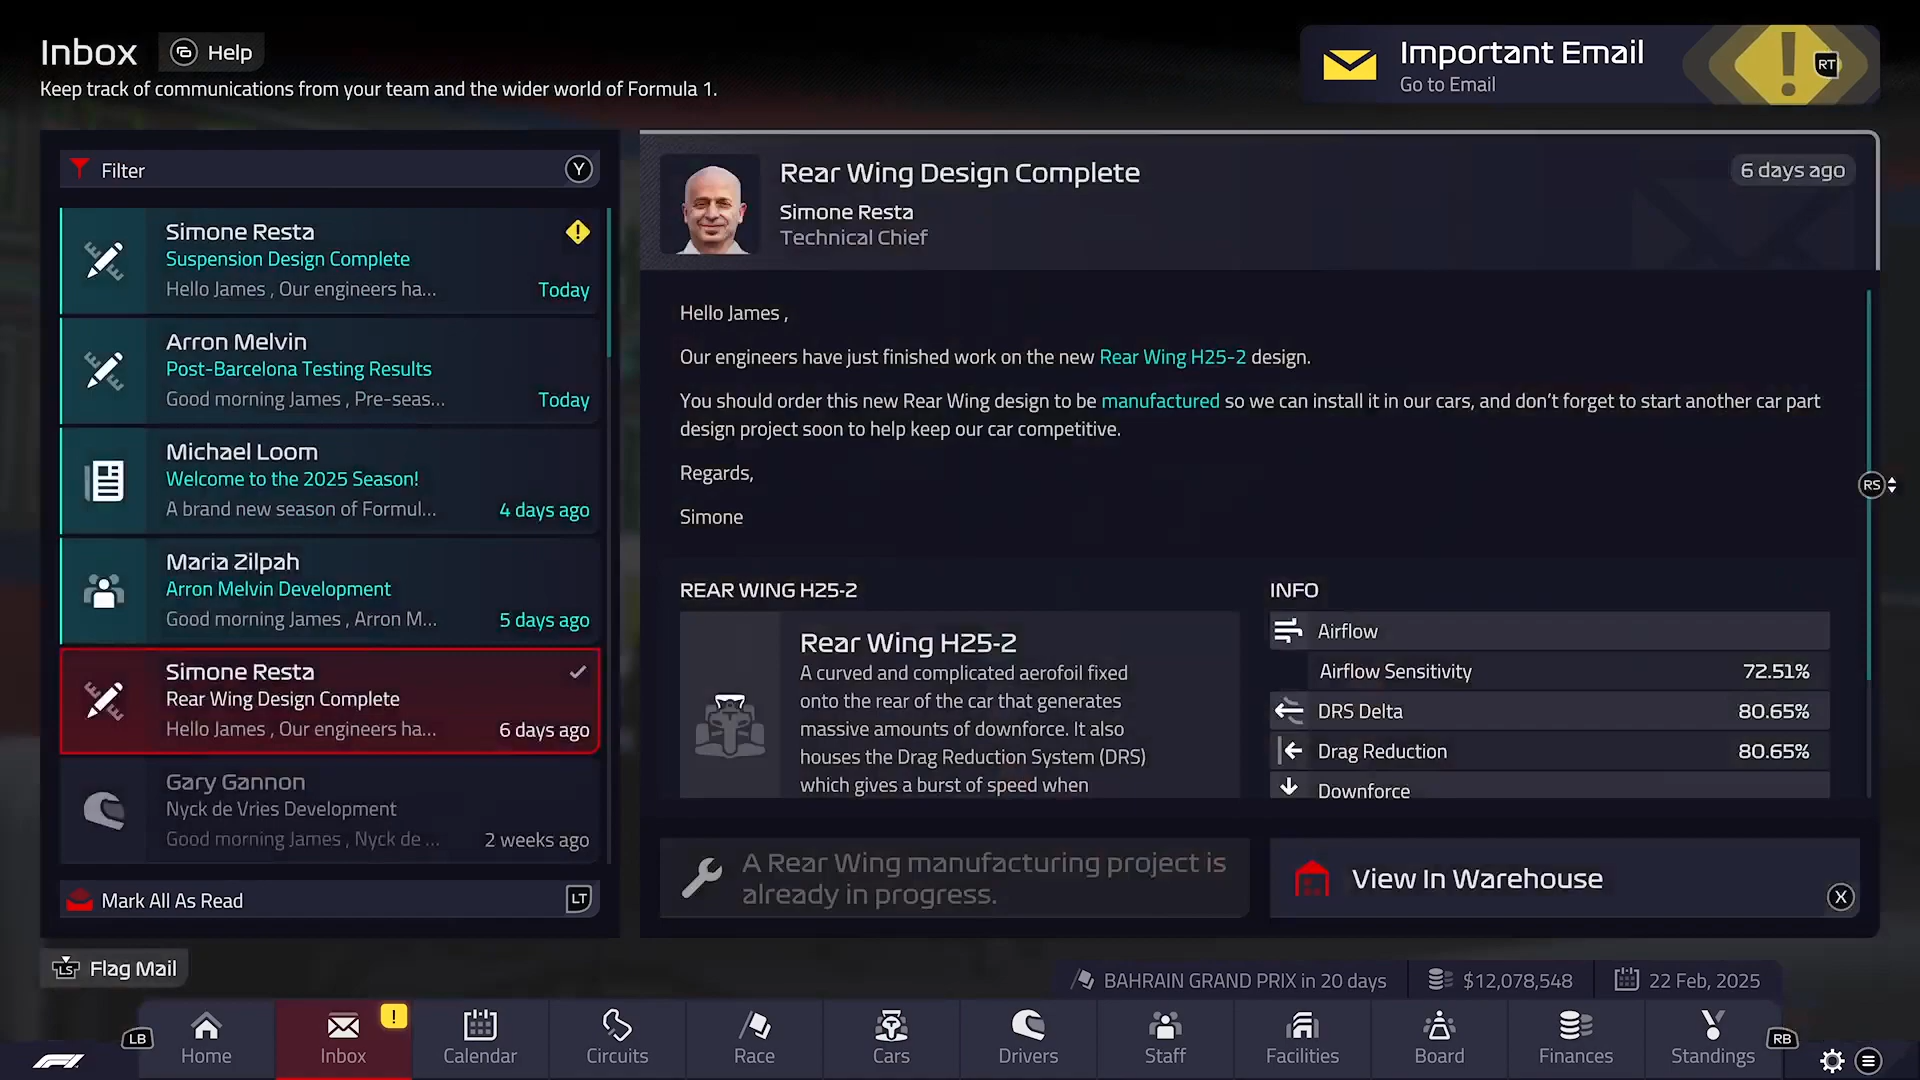 Inbox
Help
Keep track of communications from your team and the wider world of Formula 1.
Important Email
Go to Email
RT
Filter
Y
Simone Resta
Suspension Design Complete
Hello James , Our engineers ha...
Today
Arron Melvin
Post-Barcelona Testing Results
Good morning James , Pre-seas...
Today
Michael Loom
Welcome to the 2025 Season!
A brand new season of Formul...
4 days ago
Maria Zilpah
Arron Melvin Development
Good morning James , Arron M...
5 days ago
Simone Resta
Rear Wing Design Complete
Hello James , Our engineers ha...
6 days ago
Gary Gannon
Nyck de Vries Development
Good morning James , Nyck de ...
2 weeks ago
Mark All As Read
LT
Rear Wing Design Complete
6 days ago
Simone Resta
Technical Chief
Hello James ,
Our engineers have just finished work on the new Rear Wing H25-2 design.
You should order this new Rear Wing design to be manufactured so we can install it in our cars, and don't forget to start another car part
design project soon to help keep our car competitive.
Regards,
Simone
RS
REAR WING H25-2
Rear Wing H25-2
A curved and complicated aerofoil fixed
onto the rear of the car that generates
massive amounts of downforce. It also
houses the Drag Reduction System (DRS)
which gives a burst of speed when
INFO
Airflow
Airflow Sensitivity 72.51%
DRS Delta 80.65%
Drag Reduction 80.65%
Downforce
A Rear Wing manufacturing project is
already in progress.
View In Warehouse
X
LS
Flag Mail
BAHRAIN GRAND PRIX in 20 days
$12,078,548
22 Feb, 2025
LB
Home
Inbox
!
Calendar
Circuits
Race
Cars
Drivers
Staff
Facilities
Board
Finances
Standings
RB